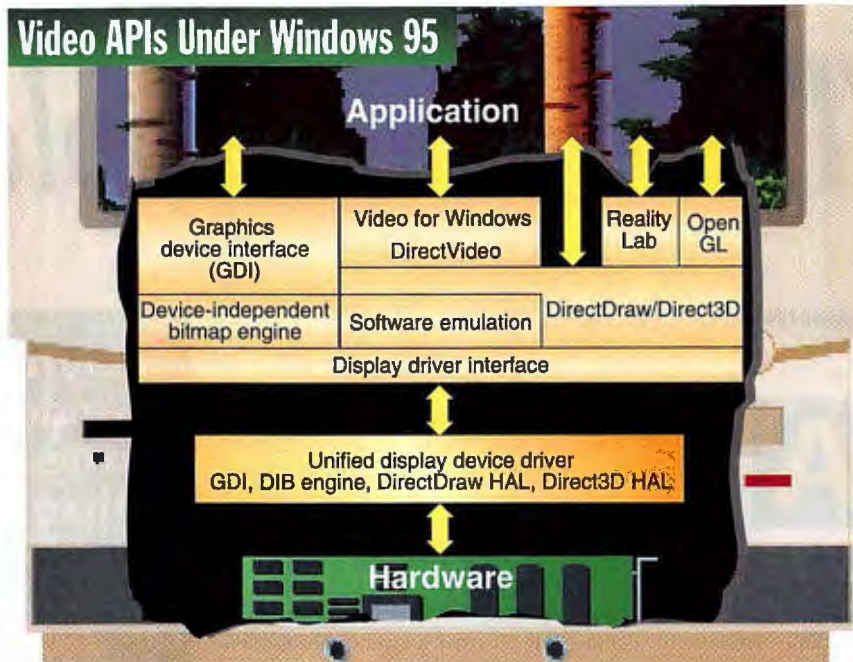 Video APIs Under Windows 95
Application
Graphics
device interface
(GDI)
Video for Windows
DirectVideo
Reality
Lab
Open
GL
Device-independent
bitmap engine
Software emulation
DirectDraw/Direct3D
Display driver interface
Unified display device driver
GDI, DIB engine, DirectDraw HAL, Direct3D HAL
Hardware